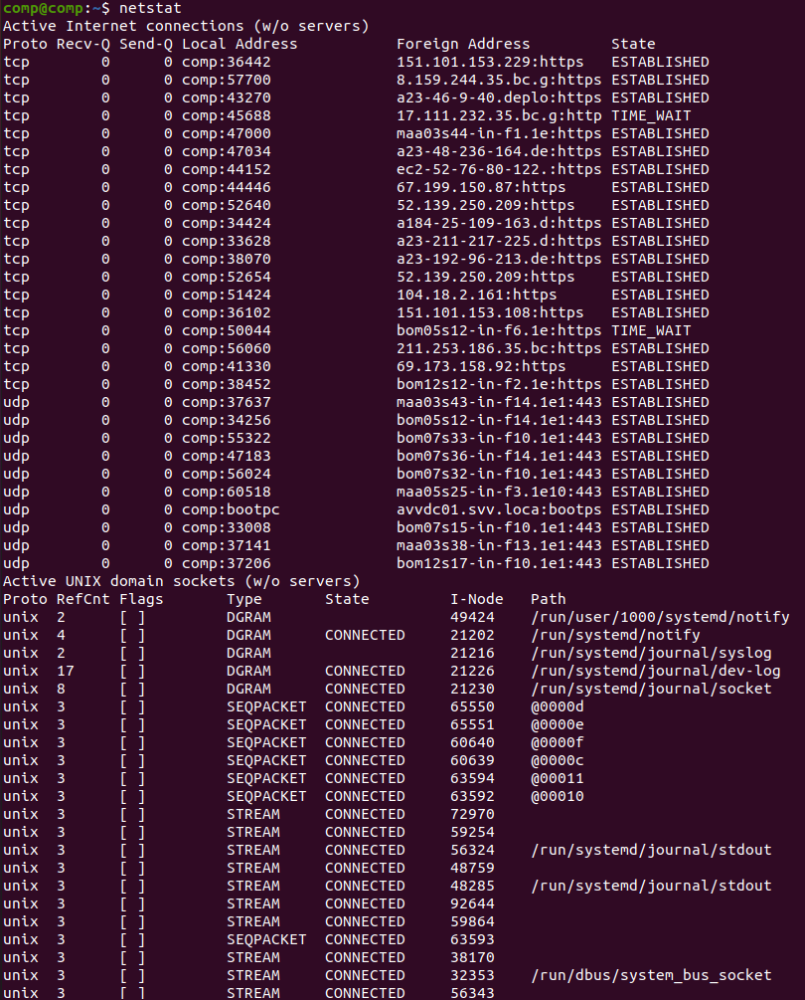 comp@comp:~$ netstat
Active Internet connections (w/o servers)
Proto Recv-Q Send-Q Local Address           Foreign Address         State
tcp        0      0 comp:36442              151.101.153.229:https   ESTABLISHED
tcp        0      0 comp:57700              8.159.244.35.bc.g:https ESTABLISHED
tcp        0      0 comp:43270              a23-46-9-40.deplo:https ESTABLISHED
tcp        0      0 comp:45688              17.111.232.35.bc.g:http TIME_WAIT
tcp        0      0 comp:47000              maa03s44-in-f1.1e:https ESTABLISHED
tcp        0      0 comp:47034              a23-48-236-164.de:https ESTABLISHED
tcp        0      0 comp:44152              ec2-52-76-80-122.:https ESTABLISHED
tcp        0      0 comp:44446              67.199.150.87:https     ESTABLISHED
tcp        0      0 comp:52640              52.139.250.209:https    ESTABLISHED
tcp        0      0 comp:34424              a184-25-109-163.d:https ESTABLISHED
tcp        0      0 comp:33628              a23-211-217-225.d:https ESTABLISHED
tcp        0      0 comp:38070              a23-192-96-213.de:https ESTABLISHED
tcp        0      0 comp:52654              52.139.250.209:https    ESTABLISHED
tcp        0      0 comp:51424              104.18.2.161:https      ESTABLISHED
tcp        0      0 comp:36102              151.101.153.108:https   ESTABLISHED
tcp        0      0 comp:50044              bom05s12-in-f6.1e:https TIME_WAIT
tcp        0      0 comp:56060              211.253.186.35.bc:https ESTABLISHED
tcp        0      0 comp:41330              69.173.158.92:https     ESTABLISHED
tcp        0      0 comp:38452              bom12s12-in-f2.1e:https ESTABLISHED
udp        0      0 comp:37637              maa03s43-in-f14.1e1:443 ESTABLISHED
udp        0      0 comp:34256              bom05s12-in-f14.1e1:443 ESTABLISHED
udp        0      0 comp:55322              bom07s33-in-f10.1e1:443 ESTABLISHED
udp        0      0 comp:47183              bom07s36-in-f14.1e1:443 ESTABLISHED
udp        0      0 comp:56024              bom07s32-in-f10.1e1:443 ESTABLISHED
udp        0      0 comp:60518              maa05s25-in-f3.1e10:443 ESTABLISHED
udp        0      0 comp:bootpc             avvdc01.svv.loca:bootps ESTABLISHED
udp        0      0 comp:33008              bom07s15-in-f10.1e1:443 ESTABLISHED
udp        0      0 comp:37141              maa03s38-in-f13.1e1:443 ESTABLISHED
udp        0      0 comp:37206              bom12s17-in-f10.1e1:443 ESTABLISHED
Active UNIX domain sockets (w/o servers)
Proto RefCnt Flags       Type       State         I-Node   Path
unix  2      [ ]         DGRAM                    49424    /run/user/1000/systemd/notify
unix  4      [ ]         DGRAM      CONNECTED     21202    /run/systemd/notify
unix  2      [ ]         DGRAM                    21216    /run/systemd/journal/syslog
unix  17     [ ]         DGRAM      CONNECTED     21226    /run/systemd/journal/dev-log
unix  8      [ ]         DGRAM      CONNECTED     21230    /run/systemd/journal/socket
unix  3      [ ]         SEQPACKET  CONNECTED     65550    @0000d
unix  3      [ ]         SEQPACKET  CONNECTED     65551    @0000e
unix  3      [ ]         SEQPACKET  CONNECTED     60640    @0000f
unix  3      [ ]         SEQPACKET  CONNECTED     60639    @0000c
unix  3      [ ]         SEQPACKET  CONNECTED     63594    @00011
unix  3      [ ]         SEQPACKET  CONNECTED     63592    @00010
unix  3      [ ]         STREAM     CONNECTED     72970
unix  3      [ ]         STREAM     CONNECTED     59254
unix  3      [ ]         STREAM     CONNECTED     56324    /run/systemd/journal/stdout
unix  3      [ ]         STREAM     CONNECTED     48759
unix  3      [ ]         STREAM     CONNECTED     48285    /run/systemd/journal/stdout
unix  3      [ ]         STREAM     CONNECTED     92644
unix  3      [ ]         STREAM     CONNECTED     59864
unix  3      [ ]         SEQPACKET  CONNECTED     63593
unix  3      [ ]         STREAM     CONNECTED     38170
unix  3      [ ]         STREAM     CONNECTED     32353    /run/dbus/system_bus_socket
unix  3      [ ]         STREAM     CONNECTED     56343